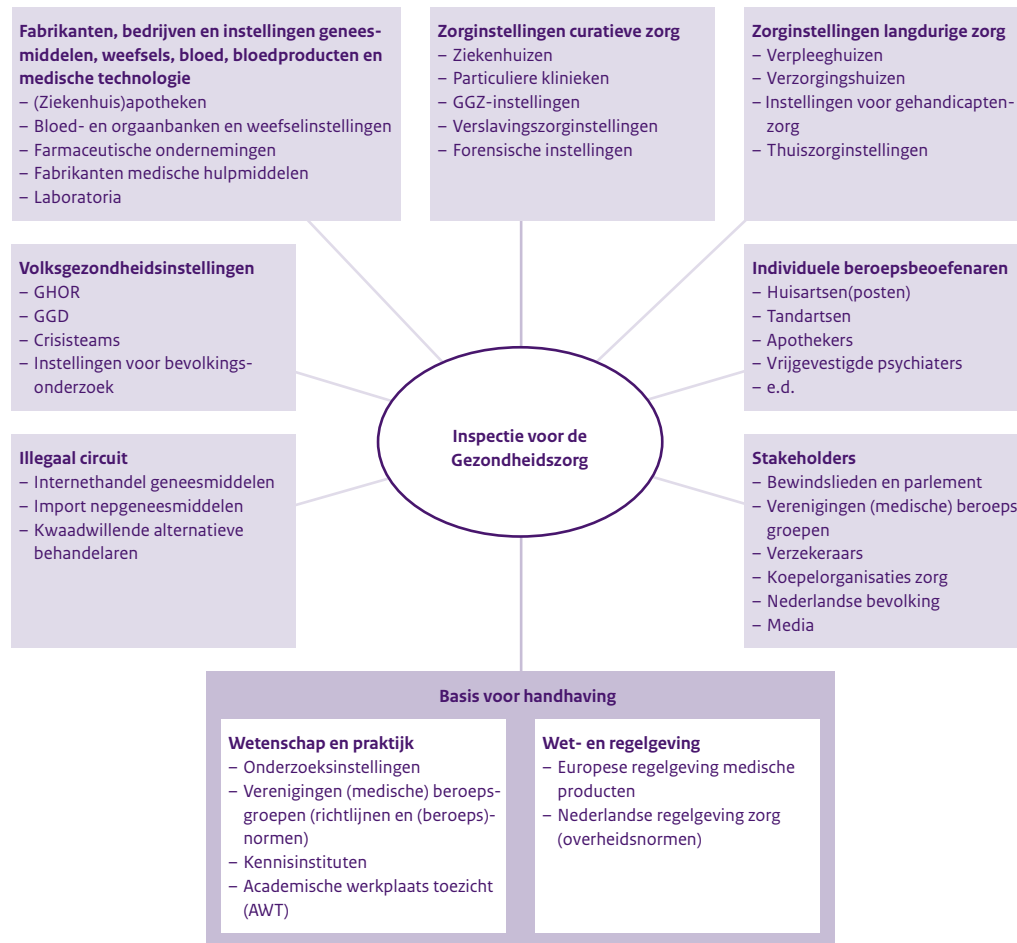 Fabrikanten, bedrijven en instellingen genees-
middelen, weefsels, bloed, bloedproducten en
medische technologie
– (Ziekenhuis)apotheken
– Bloed- en orgaanbanken en weefselinstellingen
– Farmaceutische ondernemingen
– Fabrikanten medische hulpmiddelen
– Laboratoria
Zorginstellingen curatieve zorg
– Ziekenhuizen
– Particuliere klinieken
– GGZ-instellingen
– Verslavingszorginstellingen
– Forensische instellingen
Zorginstellingen langdurige zorg
– Verpleeghuizen
– Verzorgingshuizen
– Instellingen voor gehandicapten-
zorg
– Thuiszorginstellingen
Volksgezondheidsinstellingen
– GHOR
– GGD
– Crisisteams
– Instellingen voor bevolkings-
onderzoek
Individuele beroepsbeoefenaren
– Huisartsen(posten)
– Tandartsen
– Apothekers
– Vrijgevestigde psychiaters
– e.d.
Inspectie voor de
Gezondheidszorg
Illegaal circuit
– Internethandel geneesmiddelen
– Import nepgeneesmiddelen
– Kwaadwillende alternatieve
behandelaren
Stakeholders
– Bewindslieden en parlement
– Verenigingen (medische) beroeps
groepen
– Verzekeraars
– Koepelorganisaties zorg
– Nederlandse bevolking
– Media
Basis voor handhaving
Wetenschap en praktijk
– Onderzoeksinstellingen
– Verenigingen (medische) beroeps-
groepen (richtlijnen en (beroeps)-
normen)
– Kennisinstituten
– Academische werkplaats toezicht
(AWT)
Wet- en regelgeving
– Europese regelgeving medische
producten
– Nederlandse regelgeving zorg
(overheidsnormen)